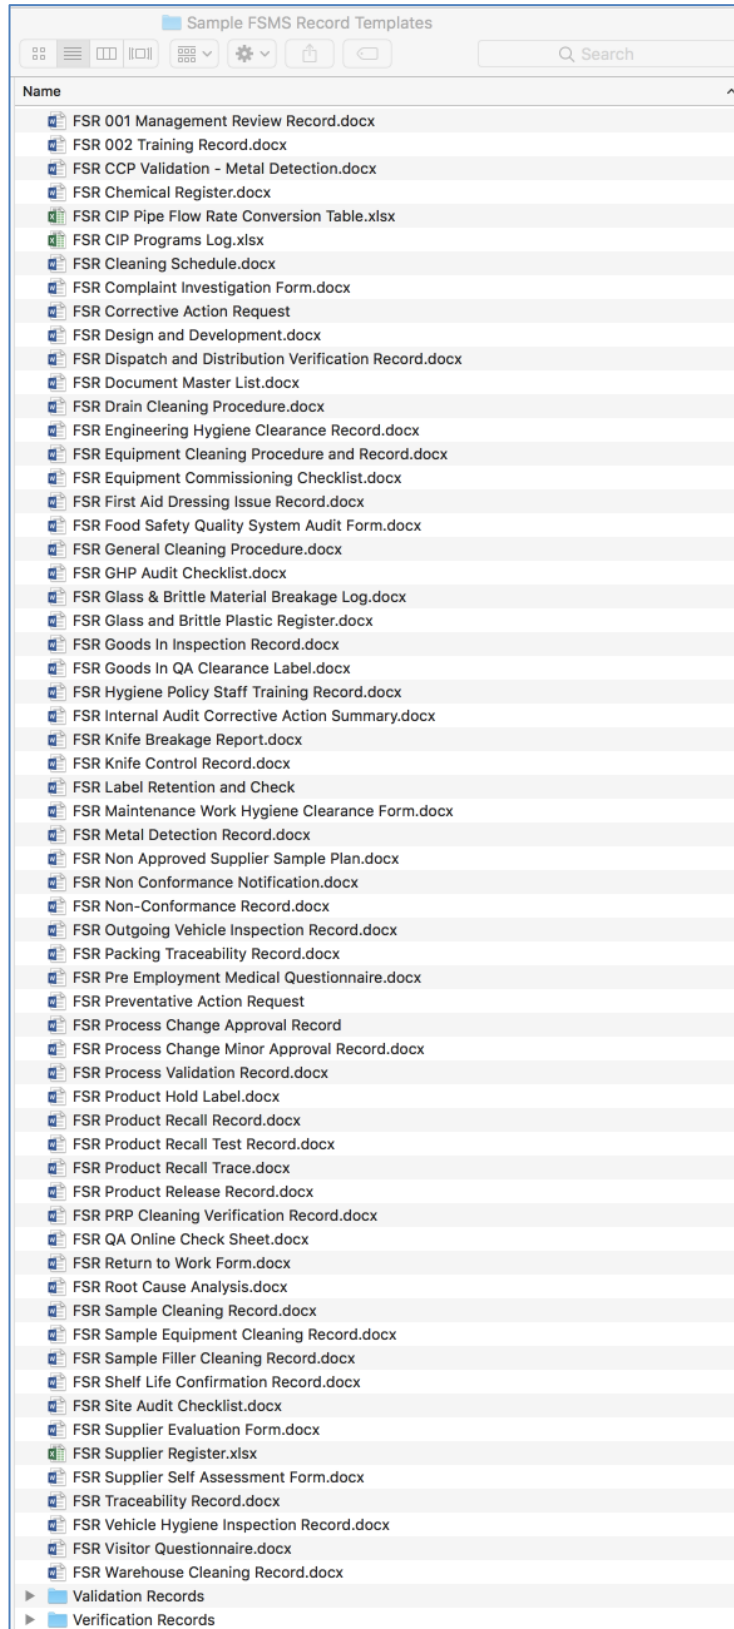 Sample FSMS Record Templates
Search
Name
FSR 001 Management Review Record.docx
FSR 002 Training Record.docx
FSR CCP Validation - Metal Detection.docx
FSR Chemical Register.docx
FSR CIP Pipe Flow Rate Conversion Table.xlsx
FSR CIP Programs Log.xlsx
FSR Cleaning Schedule.docx
FSR Complaint Investigation Form.docx
FSR Corrective Action Request
FSR Design and Development.docx
FSR Dispatch and Distribution Verification Record.docx
FSR Document Master List.docx
FSR Drain Cleaning Procedure.docx
FSR Engineering Hygiene Clearance Record.docx
FSR Equipment Cleaning Procedure and Record.docx
FSR Equipment Commissioning Checklist.docx
FSR First Aid Dressing Issue Record.docx
FSR Food Safety Quality System Audit Form.docx
FSR General Cleaning Procedure.docx
FSR GHP Audit Checklist.docx
FSR Glass & Brittle Material Breakage Log.docx
FSR Glass and Brittle Plastic Register.docx
FSR Goods In Inspection Record.docx
FSR Goods In QA Clearance Label.docx
FSR Hygiene Policy Staff Training Record.docx
FSR Internal Audit Corrective Action Summary.docx
FSR Knife Breakage Report.docx
FSR Knife Control Record.docx
FSR Label Retention and Check
FSR Maintenance Work Hygiene Clearance Form.docx
FSR Metal Detection Record.docx
FSR Non Approved Supplier Sample Plan.docx
FSR Non Conformance Notification.docx
FSR Non-Conformance Record.docx
FSR Outgoing Vehicle Inspection Record.docx
FSR Packing Traceability Record.docx
FSR Pre Employment Medical Questionnaire.docx
FSR Preventative Action Request
FSR Process Change Approval Record
FSR Process Change Minor Approval Record.docx
FSR Process Validation Record.docx
FSR Product Hold Label.docx
FSR Product Recall Record.docx
FSR Product Recall Test Record.docx
FSR Product Recall Trace.docx
FSR Product Release Record.docx
FSR PRP Cleaning Verification Record.docx
FSR QA Online Check Sheet.docx
FSR Return to Work Form.docx
FSR Root Cause Analysis.docx
FSR Sample Cleaning Record.docx
FSR Sample Equipment Cleaning Record.docx
FSR Sample Filler Cleaning Record.docx
FSR Shelf Life Confirmation Record.docx
FSR Site Audit Checklist.docx
FSR Supplier Evaluation Form.docx
FSR Supplier Register.xlsx
FSR Supplier Self Assessment Form.docx
FSR Traceability Record.docx
FSR Vehicle Hygiene Inspection Record.docx
FSR Visitor Questionnaire.docx
FSR Warehouse Cleaning Record.docx
Validation Records
Verification Records